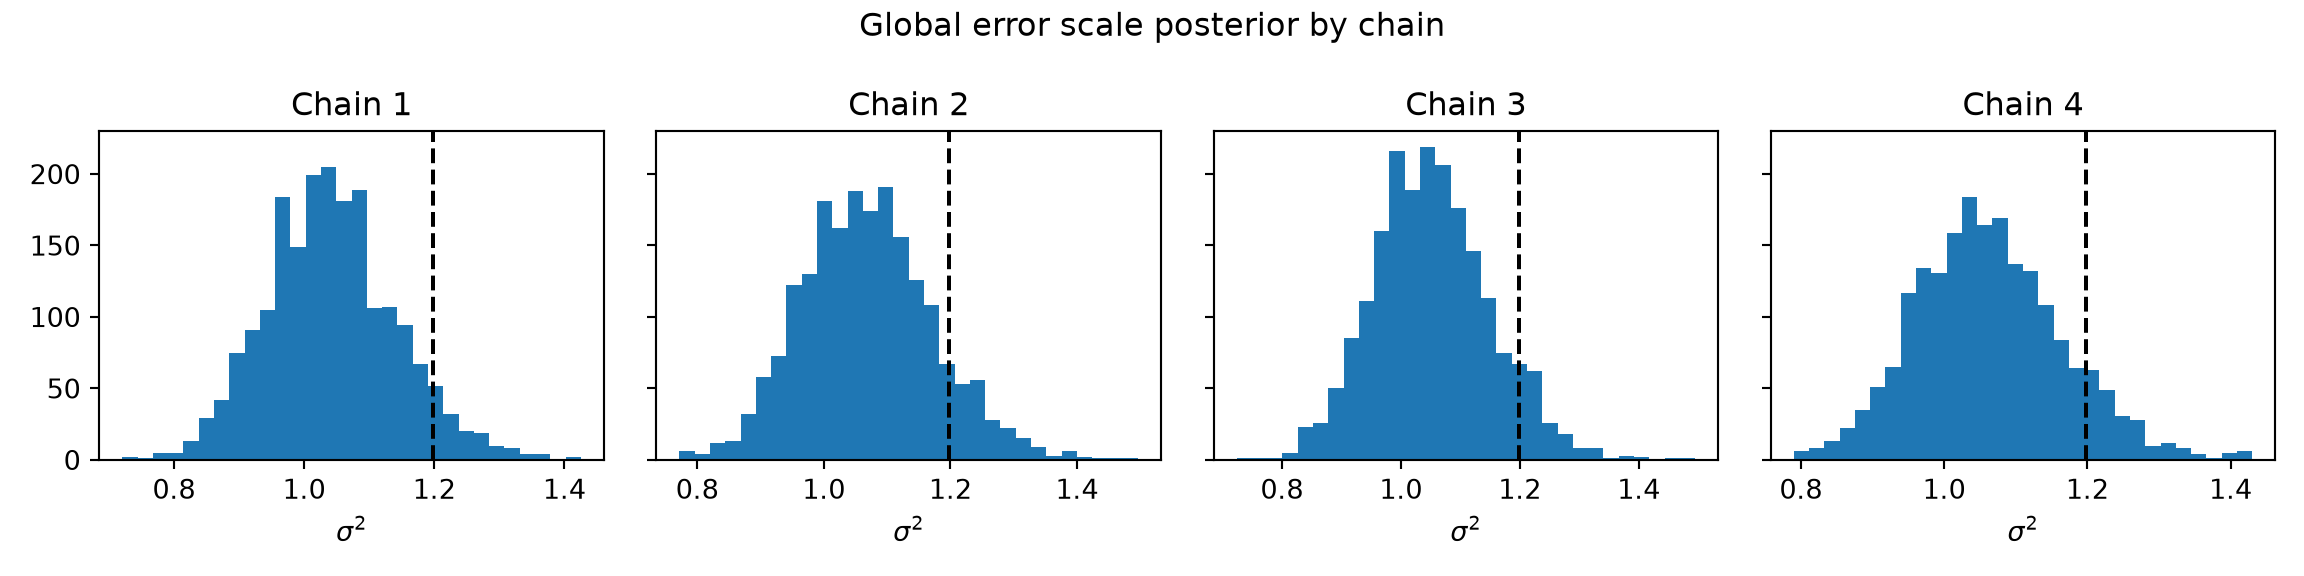 Global error scale posterior by chain
Chain 1 Chain 2 Chain 3 Chain 4
200
150
100
50
0
0.8 1.0 1.2 1.4 0.8 1.0 1.2 1.4 0.8 1.0 1.2 1.4 0.8 1.0 1.2 1.4
σ² σ² σ² σ²